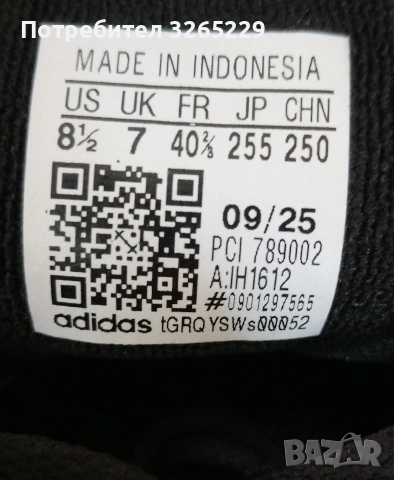 Потребител 3265229
MADE IN INDONESIA
US UK FR JP CHN
8½ 7 40⅔ 255 250
09/25
PCI 789002
A:IH1612
#0901297565
adidas tGRQYSWs00052
BAZAR